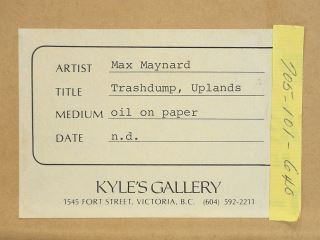 ARTIST Max Maynard
TITLE Trashdump, Uplands
MEDIUM oil on paper
DATE n.d.
KYLE'S GALLERY
1545 FORT STREET, VICTORIA, B.C. (604) 592-2211
705-101-640